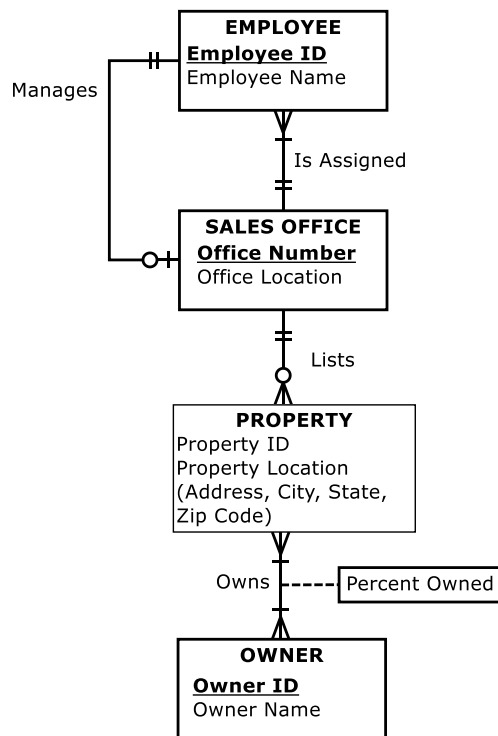 EMPLOYEE
Employee ID
Employee Name
Manages
Is Assigned
SALES OFFICE
Office Number
Office Location
Lists
PROPERTY
Property ID
Property Location
(Address, City, State,
Zip Code)
Owns
Percent Owned
OWNER
Owner ID
Owner Name